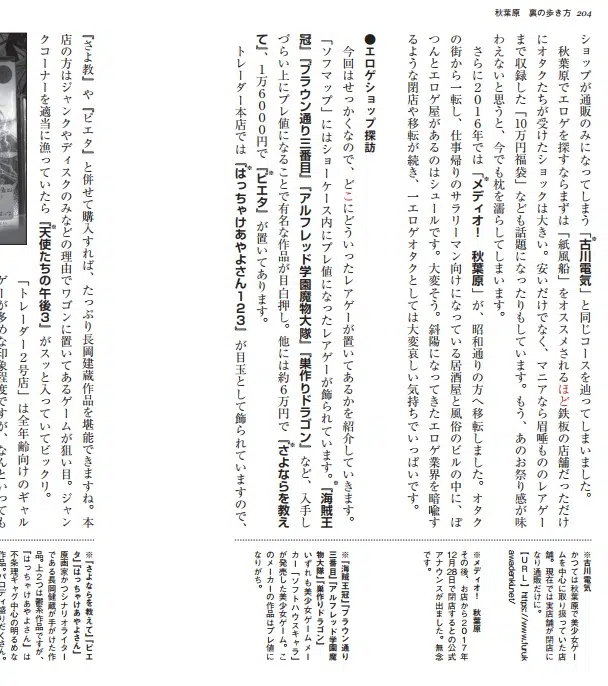 秋葉原 裏の歩き方 204
ショップが通販のみになってしまう「古川電気※」と同じコースを辿ってしまいました。
秋葉原でエロゲを探すならまずは「紙風船」をオススメされるほど鉄板の店舗だっただけ
にオタクたちが受けたショックは大きい。安いだけでなく、マニアなら眉唾もののレアゲー
まで収録した「10万円福袋」なども話題になったりもしています。もう、あのお祭り感が味
わえないと思うと、今でも枕を濡らしてしまいます。
さらに2016年では「メディオ!※ 秋葉原」が、昭和通りの方へ移転しました。オタク
の街から一転し、仕事帰りのサラリーマン向けになっている居酒屋と風俗のビルの中に、ぽ
つんとエロゲ屋があるのはシュールです。大変そう。斜陽になってきたエロゲ業界を暗喩す
るような閉店や移転が続き、一エロゲオタクとしては大変哀しい気持ちでいっぱいです。
●エロゲショップ探訪
今回はせっかくなので、どこにどういったレアゲーが置いてあるかを紹介していきます。
「ソフマップ」にはショーケース内にプレ値になったレアゲーが飾られています。『海賊王
冠』『ブラウン通り三番目』『アルフレッド学園魔物大隊』『巣作りドラゴン』など、入手し
づらい上にプレ値になることで有名な作品が目白押し。他には約6万円で『さよならを教え
て』、1万6000円で『ピエタ※』が置いてあります。
トレーダー本店では『はっちゃけあやよさん123』が目玉として飾られていますので、
『さよ教』や『ピエタ』と併せて購入すれば、たっぷり長岡建蔵作品を堪能できますね。本
店の方はジャンクやディスクのみなどの理由でワゴンに置いてあるゲームが狙い目。ジャン
クコーナーを適当に漁っていたら『天使たちの午後3※』がスッと入っていてビックリ。
「トレーダー2号店」は全年齢向けのギャル
ゲーが多めな印象程度ですが、なんといっても
※古川電気
かつては秋葉原で美少女ゲー
ムを中心に取り扱っていた店
舗。現在では実店舗が閉店に
なり通販だけに。
【URL】https://www.furuk
awadenki.net/
※メディオ! 秋葉原
その後、お店から2017年
12月28日で閉店するとの公式
アナウンスが出ました。無念
です。
※『海賊王冠』『ブラウン通り
三番目』『アルフレッド学園魔
物大隊』『巣作りドラゴン』
いずれも美少女ゲームメー
カー「ソフトハウスキャラ」
が発売した美少女ゲーム。こ
のメーカーの作品はプレ値に
なりがち。
※『さよならを教えて』『ピエ
タ』『はっちゃけあやよさん』
原画家かつシナリオライター
である長岡健蔵が手がけた作
品。上2つは鬱系作品ですが、
『はっちゃけあやよさん』は
不条理ギャグ中心の明るめな
作品。パロディ盛りだくさん。